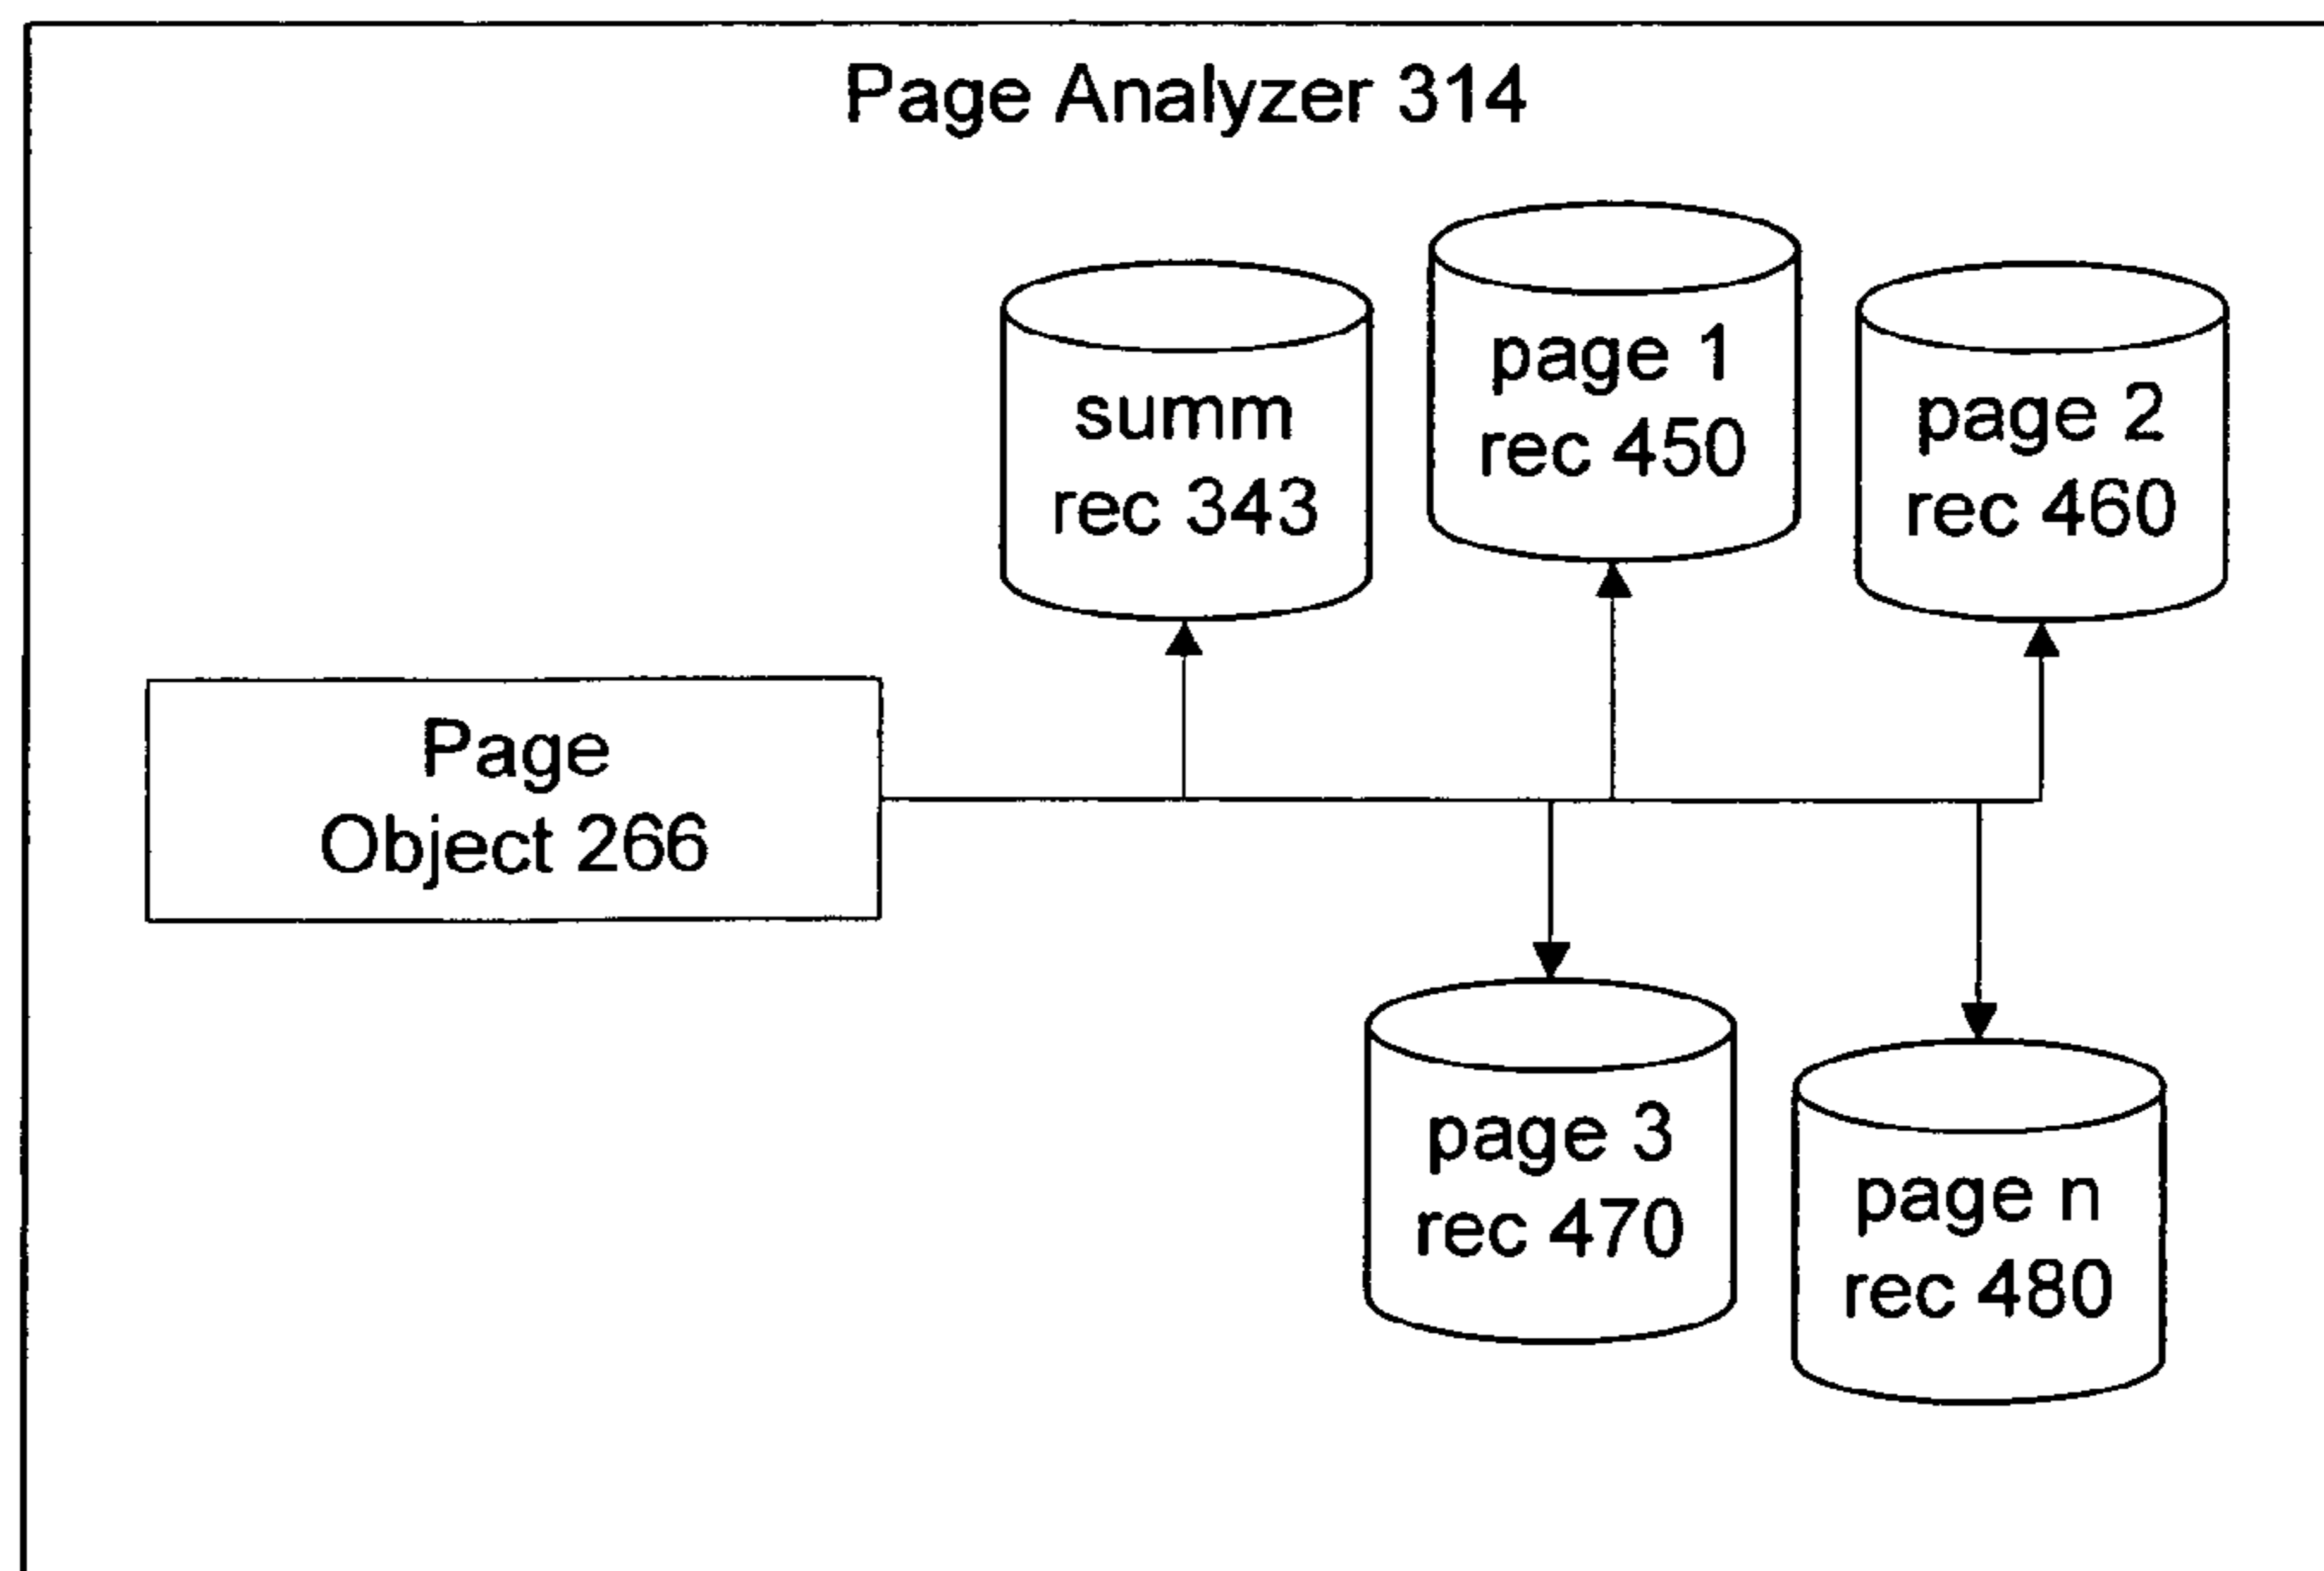 Page Analyzer 314
summ
rec 343
page 1
rec 450
page 2
rec 460
Page
Object 266
page 3
rec 470
page n
rec 480